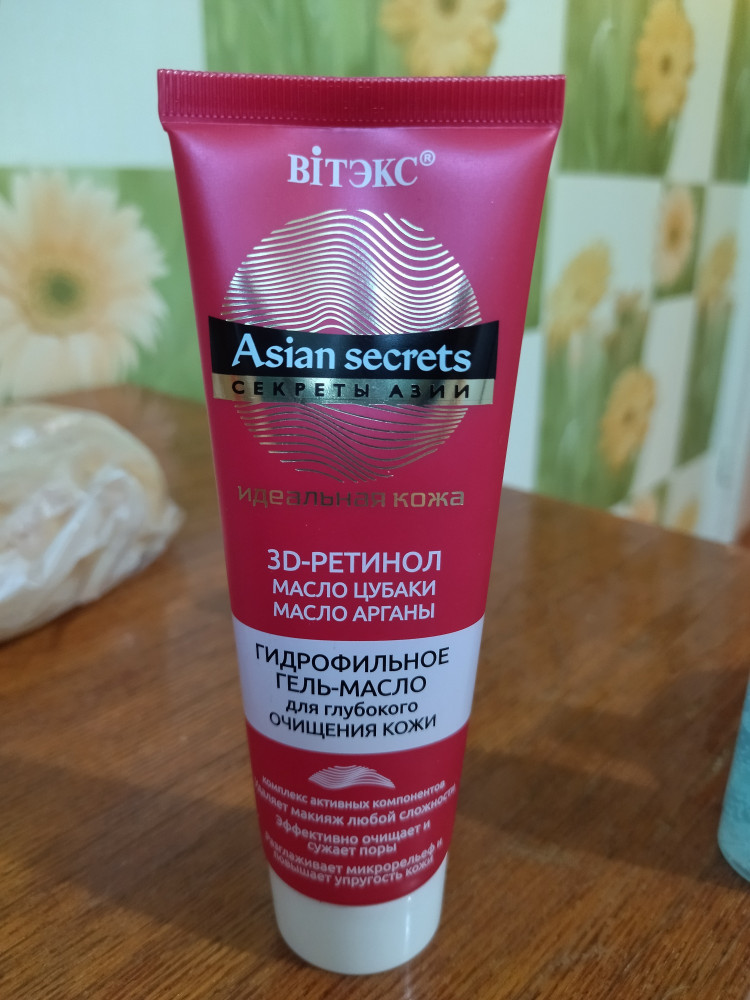 ВІТЭКС®
Asian secrets
СЕКРЕТЫ АЗИИ
идеальная кожа
3D-РЕТИНОЛ
МАСЛО ЦУБАКИ
МАСЛО АРГАНЫ
ГИДРОФИЛЬНОЕ
ГЕЛЬ-МАСЛО
для глубокого
ОЧИЩЕНИЯ КОЖИ
комплекс активных компонентов
удаляет макияж любой сложности
Эффективно очищает и
сужает поры
Разглаживает микрорельеф и
повышает упругость кожи